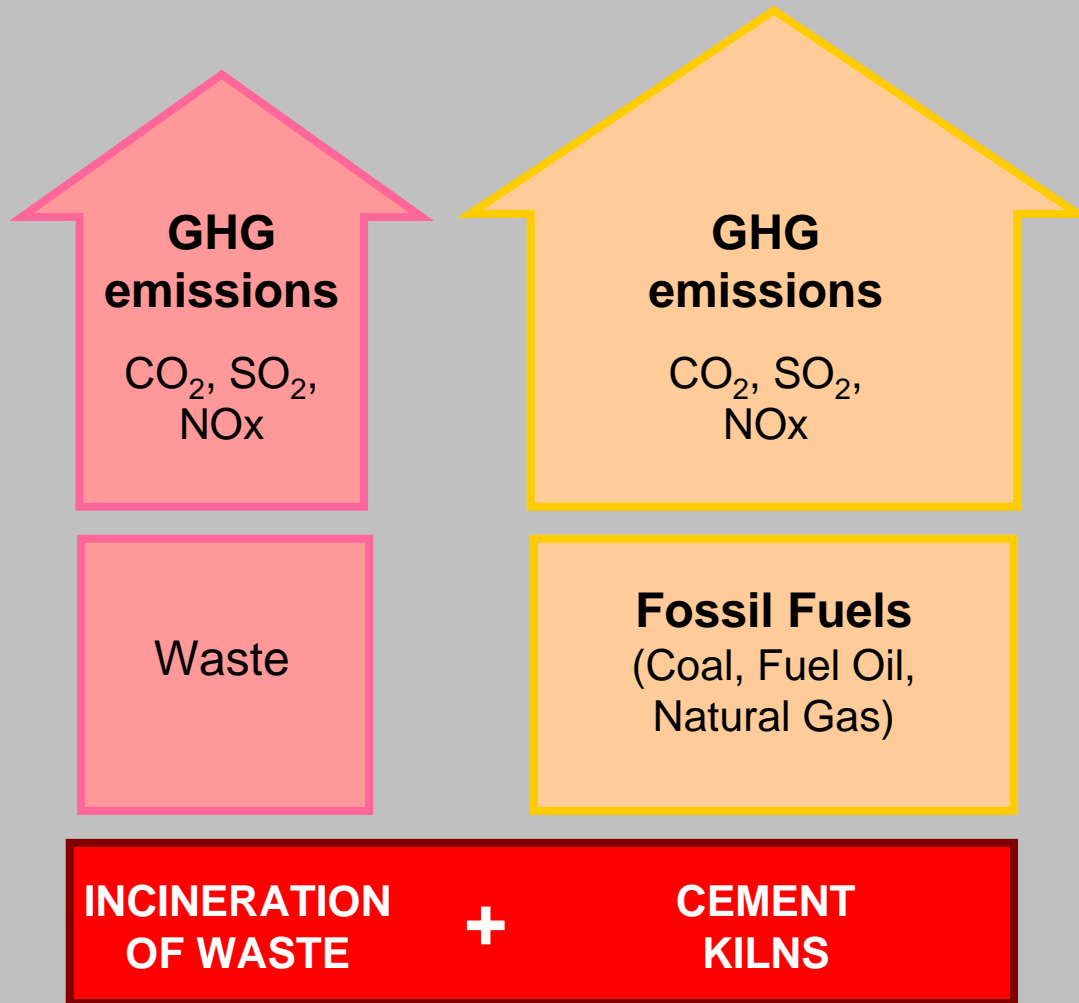 GHG
emissions
CO₂, SO₂,
NOx
GHG
emissions
CO₂, SO₂,
NOx
Waste
Fossil Fuels
(Coal, Fuel Oil,
Natural Gas)
INCINERATION
OF WASTE
+
CEMENT
KILNS